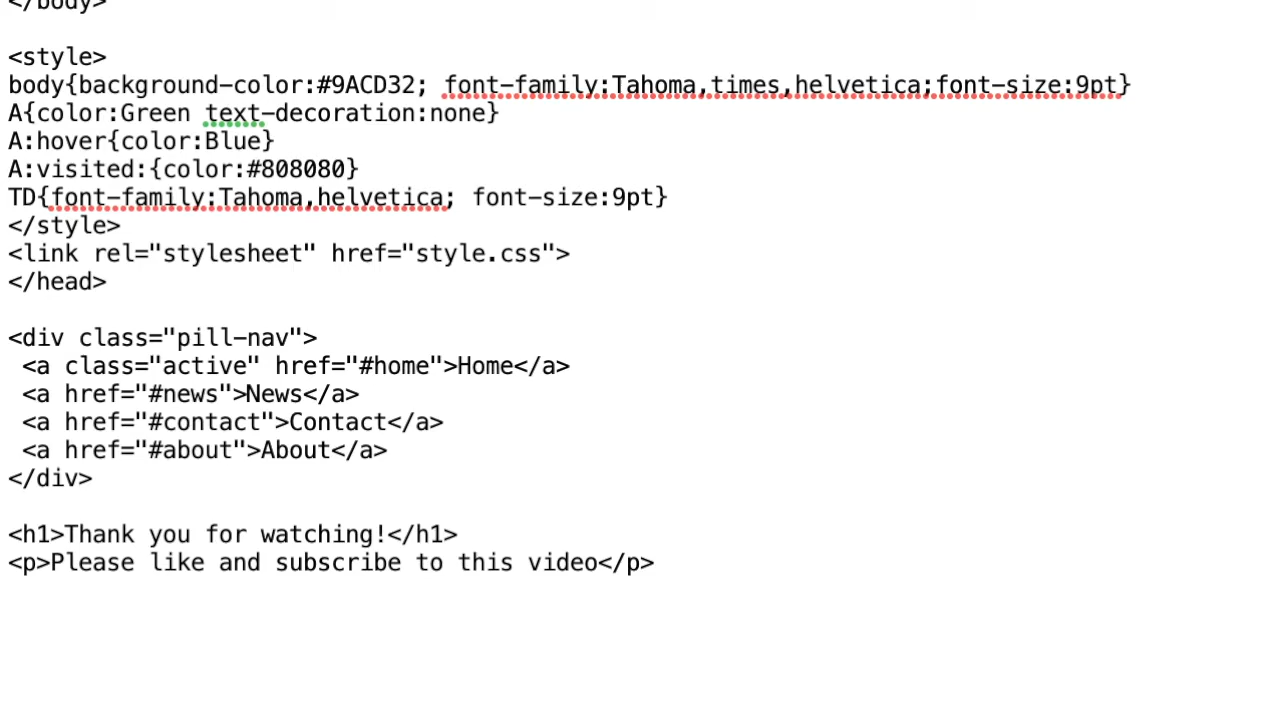 </body>
<style>
body{background-color:#9ACD32; font-family:Tahoma,times,helvetica;font-size:9pt}
A{color:Green text-decoration:none}
A:hover{color:Blue}
A:visited:{color:#808080}
TD{font-family:Tahoma,helvetica; font-size:9pt}
</style>
<link rel="stylesheet" href="style.css">
</head>
<div class="pill-nav">
<a class="active" href="#home">Home</a>
<a href="#news">News</a>
<a href="#contact">Contact</a>
<a href="#about">About</a>
</div>
<h1>Thank you for watching!</h1>
<p>Please like and subscribe to this video</p>